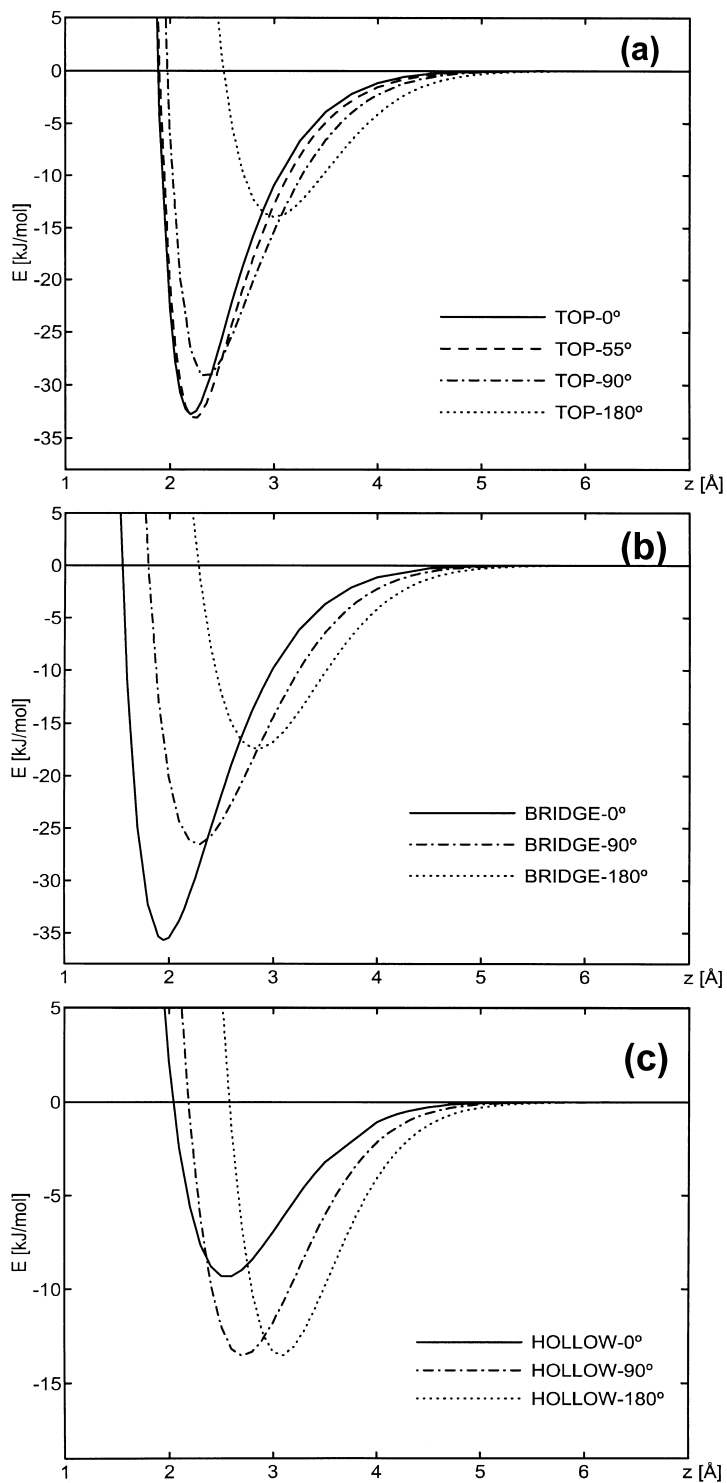 5
(a)
0
-5
-10
-15
E [kJ/mol]
-20
-25
-30
-35
TOP-0º
TOP-55º
TOP-90º
TOP-180º
1 2 3 4 5 6 z [Å]
5
(b)
0
-5
-10
-15
E [kJ/mol]
-20
-25
-30
-35
BRIDGE-0º
BRIDGE-90º
BRIDGE-180º
1 2 3 4 5 6 z [Å]
5
(c)
0
-5
E [kJ/mol]
-10
-15
HOLLOW-0º
HOLLOW-90º
HOLLOW-180º
1 2 3 4 5 6 z [Å]